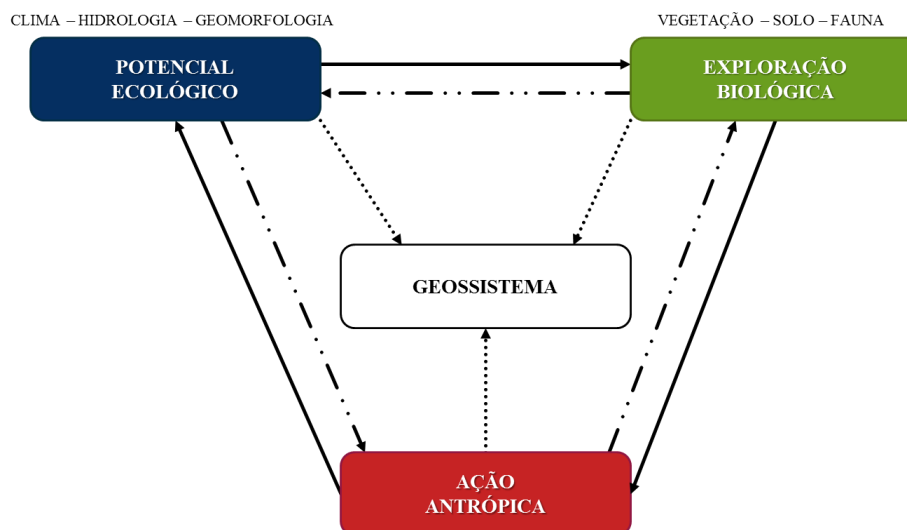 CLIMA – HIDROLOGIA – GEOMORFOLOGIA
VEGETAÇÃO – SOLO – FAUNA
POTENCIAL
ECOLÓGICO
EXPLORAÇÃO
BIOLÓGICA
GEOSSISTEMA
AÇÃO
ANTRÓPICA